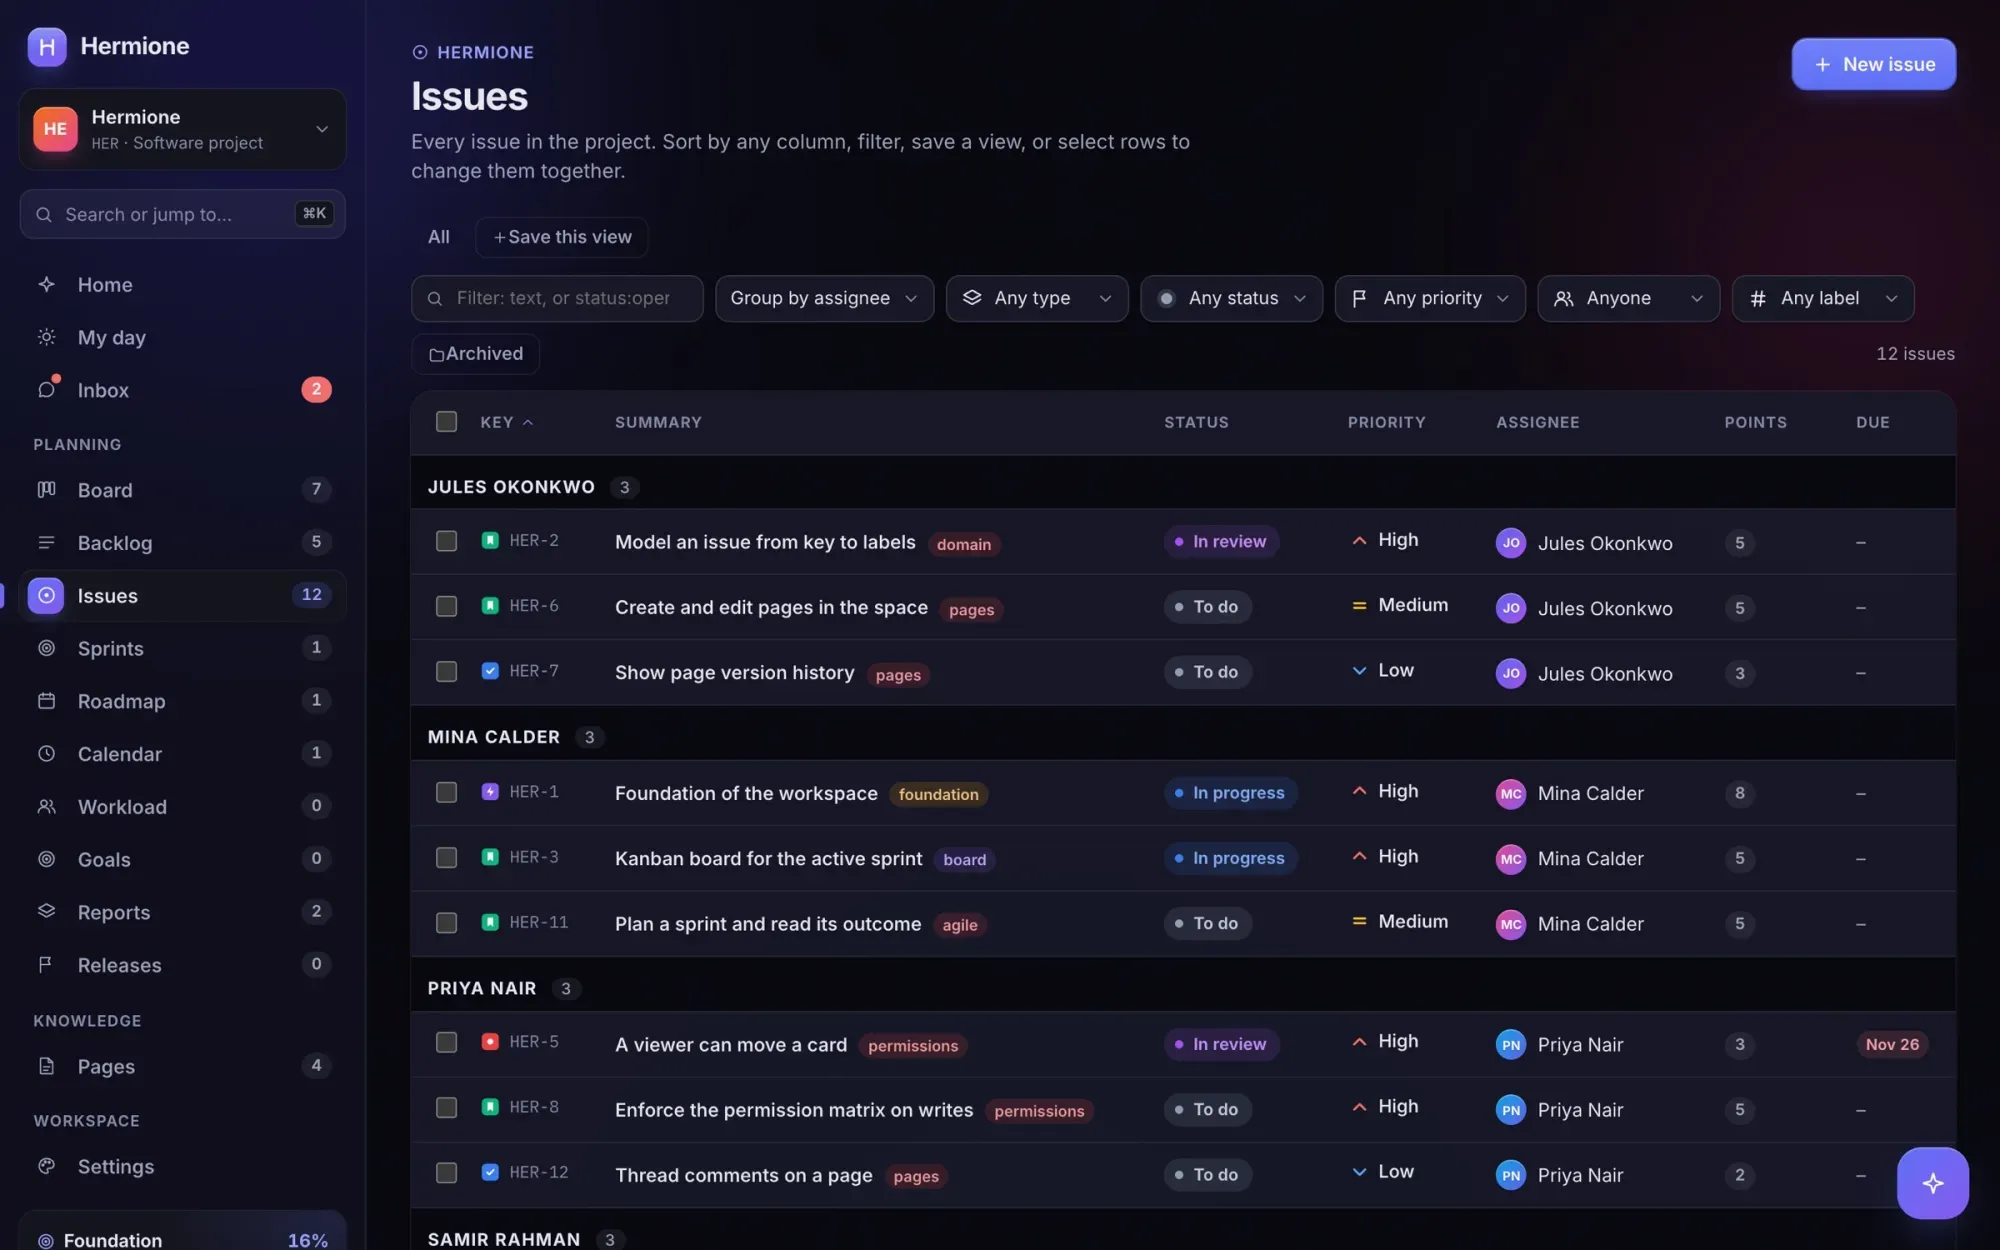 H Hermione
HE Hermione
HER · Software project
Search or jump to... ⌘K
Home
My day
Inbox 2
PLANNING
Board 7
Backlog 5
Issues 12
Sprints 1
Roadmap 1
Calendar 1
Workload 0
Goals 0
Reports 2
Releases 0
KNOWLEDGE
Pages 4
WORKSPACE
Settings
Foundation 16%
HERMIONE
Issues
Every issue in the project. Sort by any column, filter, save a view, or select rows to
change them together.
+ New issue
All +Save this view
Filter: text, or status:oper Group by assignee Any type Any status Any priority Anyone # Any label
Archived 12 issues
KEY SUMMARY STATUS PRIORITY ASSIGNEE POINTS DUE
JULES OKONKWO 3
HER-2 Model an issue from key to labels domain In review High JO Jules Okonkwo 5 –
HER-6 Create and edit pages in the space pages To do Medium JO Jules Okonkwo 5 –
HER-7 Show page version history pages To do Low JO Jules Okonkwo 3 –
MINA CALDER 3
HER-1 Foundation of the workspace foundation In progress High MC Mina Calder 8 –
HER-3 Kanban board for the active sprint board In progress High MC Mina Calder 5 –
HER-11 Plan a sprint and read its outcome agile To do Medium MC Mina Calder 5 –
PRIYA NAIR 3
HER-5 A viewer can move a card permissions In review High PN Priya Nair 3 Nov 26
HER-8 Enforce the permission matrix on writes permissions To do High PN Priya Nair 5 –
HER-12 Thread comments on a page pages To do Low PN Priya Nair 2 –
SAMIR RAHMAN 3